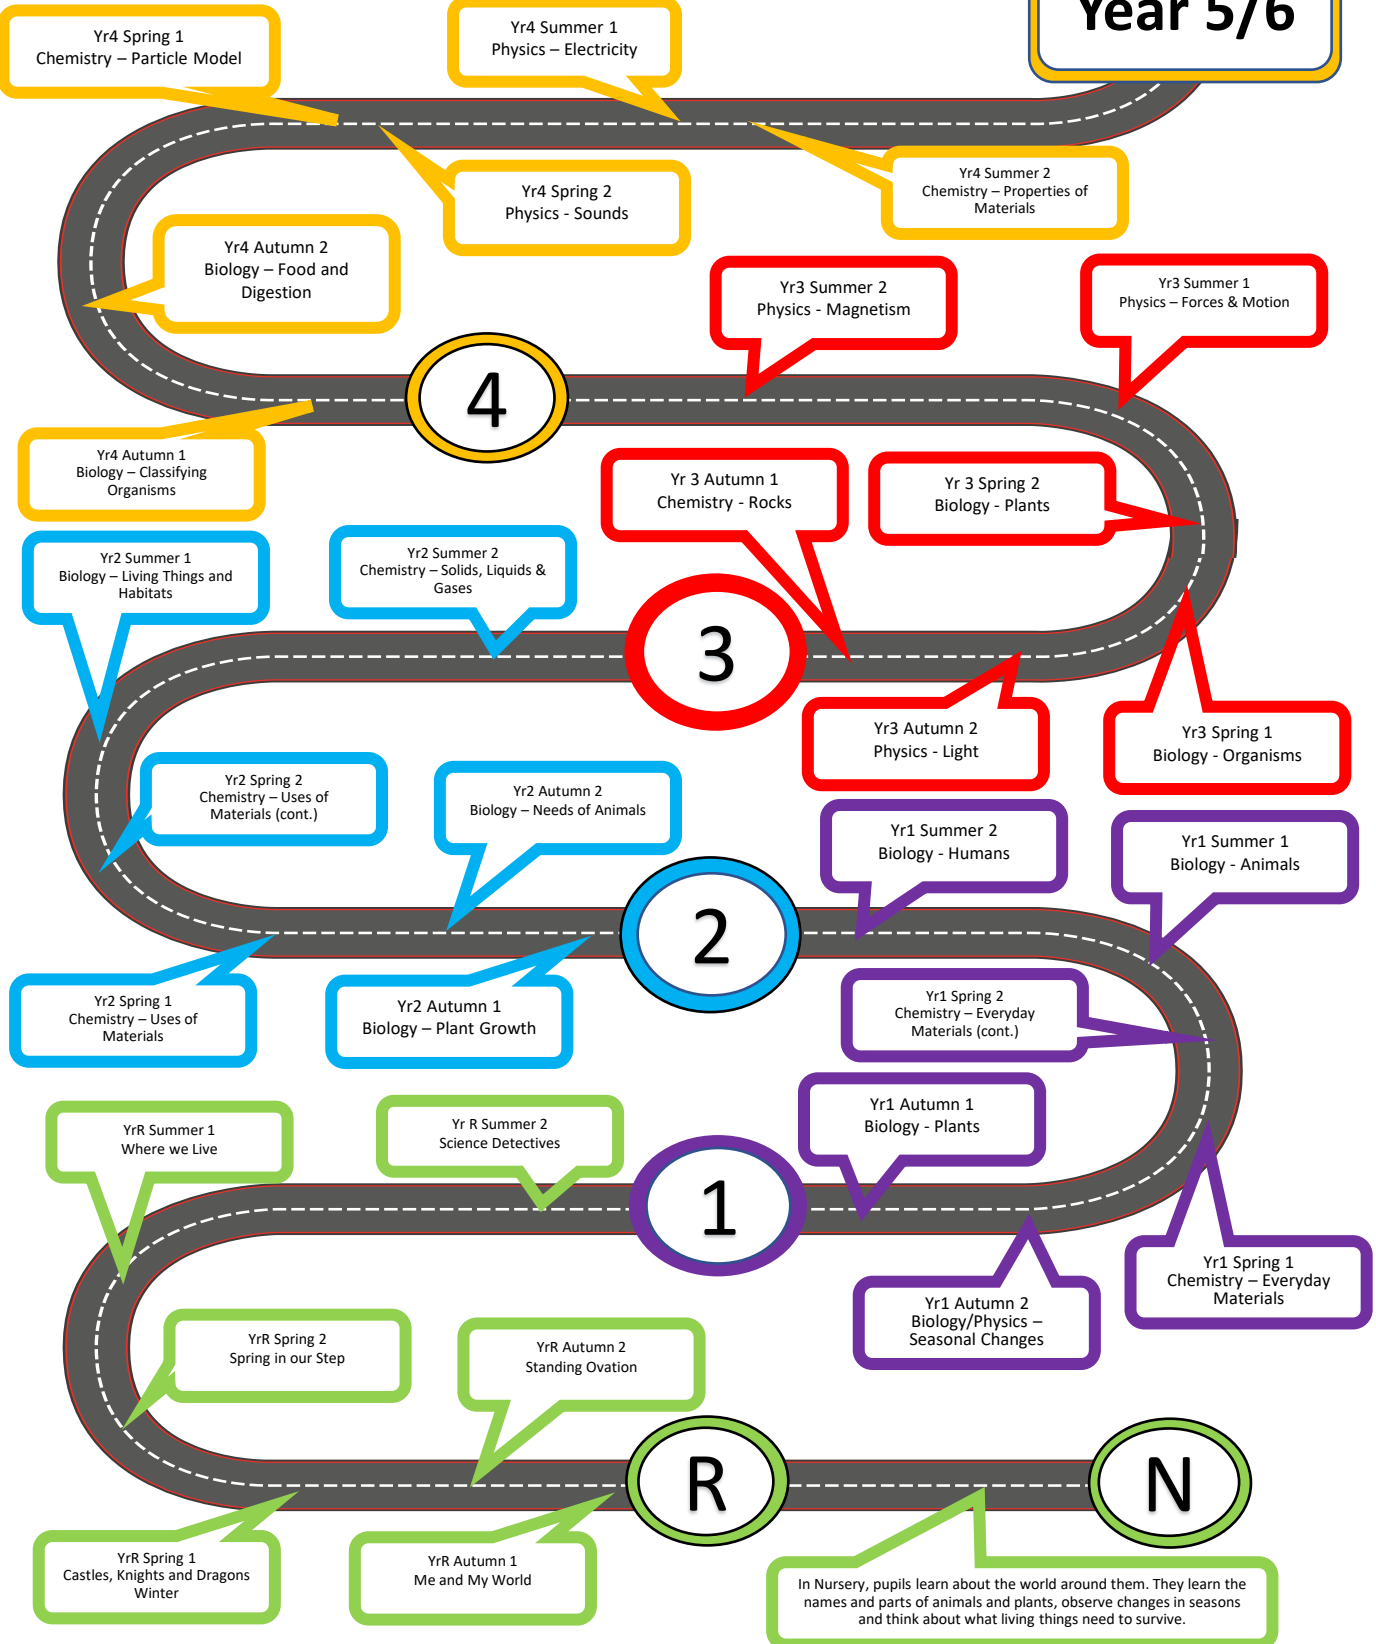 Year 5/6
Yr4 Spring 1
Chemistry – Particle Model
Yr4 Summer 1
Physics – Electricity
Yr4 Spring 2
Physics - Sounds
Yr4 Summer 2
Chemistry – Properties of
Materials
Yr4 Autumn 2
Biology – Food and
Digestion
Yr3 Summer 2
Physics - Magnetism
Yr3 Summer 1
Physics – Forces & Motion
4
Yr4 Autumn 1
Biology – Classifying
Organisms
Yr 3 Autumn 1
Chemistry - Rocks
Yr 3 Spring 2
Biology - Plants
Yr2 Summer 1
Biology – Living Things and
Habitats
Yr2 Summer 2
Chemistry – Solids, Liquids &
Gases
3
Yr3 Autumn 2
Physics - Light
Yr3 Spring 1
Biology - Organisms
Yr2 Spring 2
Chemistry – Uses of
Materials (cont.)
Yr2 Autumn 2
Biology – Needs of Animals
Yr1 Summer 2
Biology - Humans
Yr1 Summer 1
Biology - Animals
2
Yr2 Spring 1
Chemistry – Uses of
Materials
Yr2 Autumn 1
Biology – Plant Growth
Yr1 Spring 2
Chemistry – Everyday
Materials (cont.)
Yr1 Autumn 1
Biology - Plants
YrR Summer 1
Where we Live
Yr R Summer 2
Science Detectives
1
Yr1 Autumn 2
Biology/Physics –
Seasonal Changes
Yr1 Spring 1
Chemistry – Everyday
Materials
YrR Spring 2
Spring in our Step
YrR Autumn 2
Standing Ovation
R
N
YrR Spring 1
Castles, Knights and Dragons
Winter
YrR Autumn 1
Me and My World
In Nursery, pupils learn about the world around them. They learn the
names and parts of animals and plants, observe changes in seasons
and think about what living things need to survive.